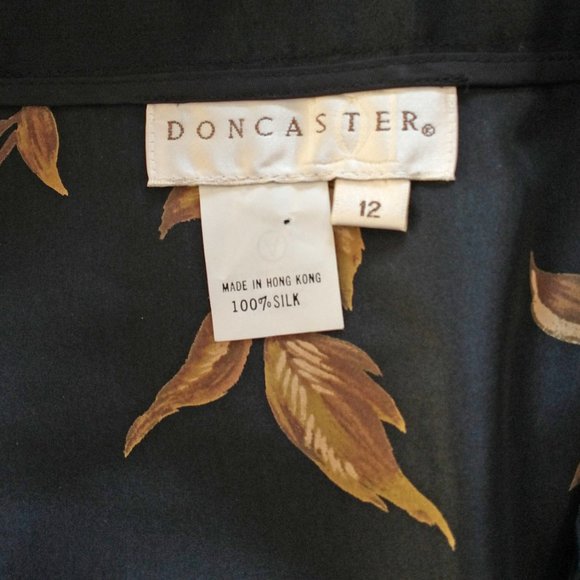 DONCASTER®
12
MADE IN HONG KONG
100% SILK